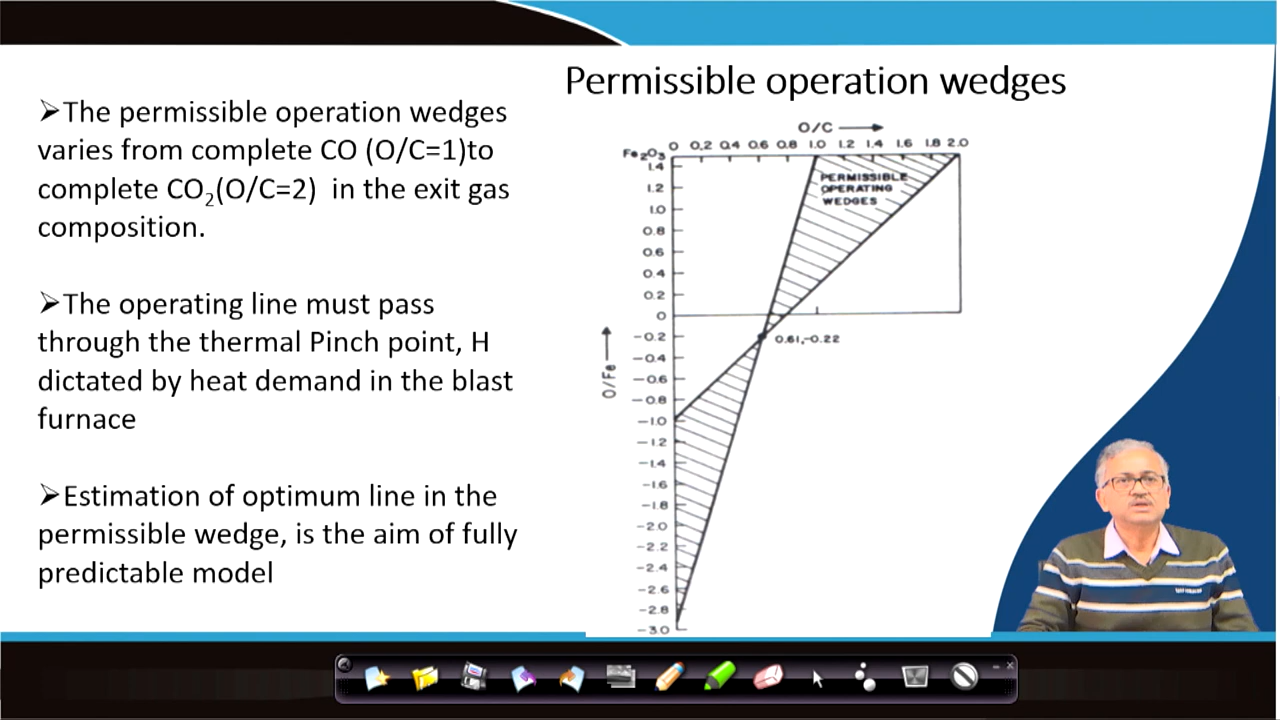 Permissible operation wedges
➢The permissible operation wedges
varies from complete CO (O/C=1)to
complete CO₂(O/C=2) in the exit gas
composition.
➢The operating line must pass
through the thermal Pinch point, H
dictated by heat demand in the blast
furnace
➢Estimation of optimum line in the
permissible wedge, is the aim of fully
predictable model
O/C
0 0.2 0.4 0.6 0.8 1.0 1.2 1.4 1.6 1.8 2.0
Fe₂O₃
1.4
1.2
1.0
0.8
0.6
0.4
0.2
0
-0.2
-0.4
-0.6
-0.8
-1.0
-1.2
-1.4
-1.6
-1.8
-2.0
-2.2
-2.4
-2.6
-2.8
-3.0
O/Fe
PERMISSIBLE
OPERATING
WEDGES
0.61,-0.22